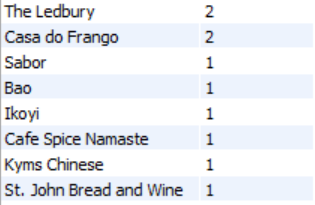 The Ledbury 2
Casa do Frango 2
Sabor 1
Bao 1
Ikoyi 1
Cafe Spice Namaste 1
Kyms Chinese 1
St. John Bread and Wine 1